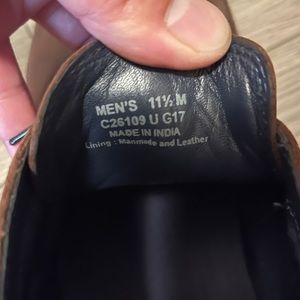 MEN'S 11½ M
C26109 U G17
MADE IN INDIA
Lining : Manmade and Leather